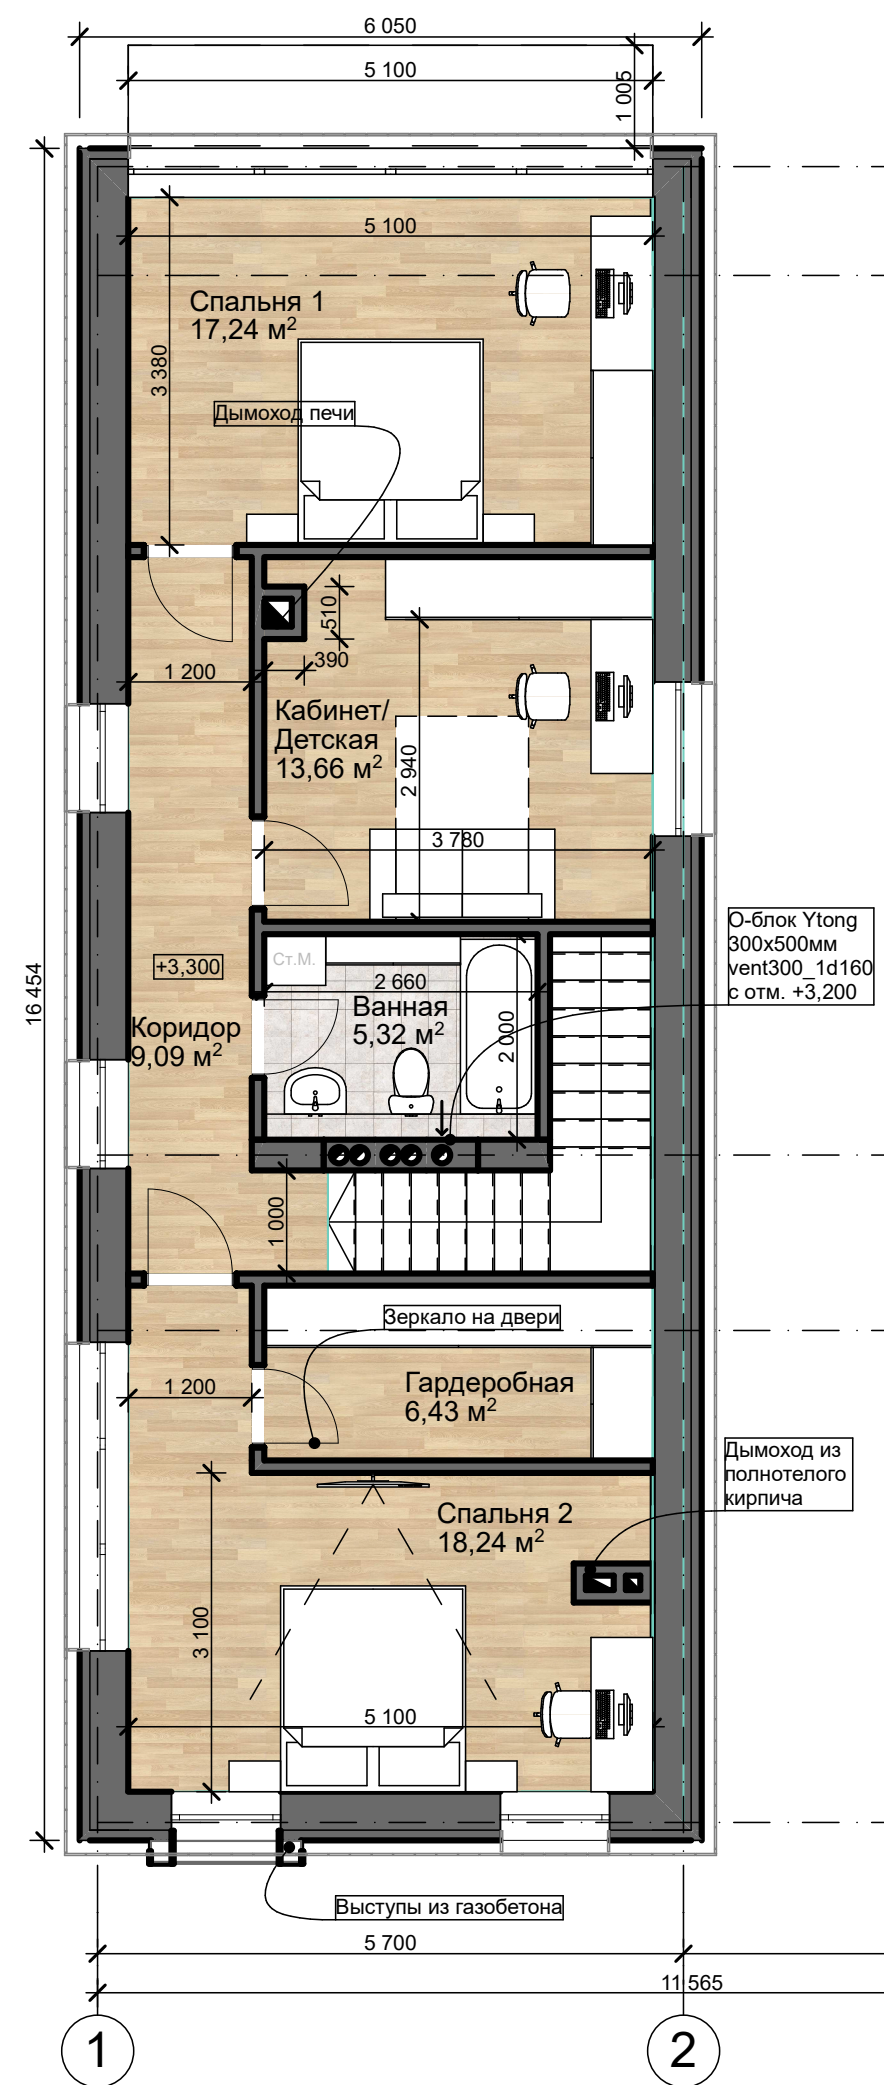 6 050
5 100
1 005
5 100
Спальня 1
17,24 м²
3 380
Дымоход печи
510
390
1 200
Кабинет/
Детская
13,66 м²
2 940
3 780
О-блок Ytong
300x500мм
vent300_1d160
с отм. +3,200
Ст.М.
+3,300
2 660
Ванная
5,32 м²
2 000
16 454
Коридор
9,09 м²
1 000
Зеркало на двери
1 200
Гардеробная
6,43 м²
Дымоход из
полнотелого
кирпича
Спальня 2
18,24 м²
3 100
5 100
Выступы из газобетона
5 700
11 565
1
2